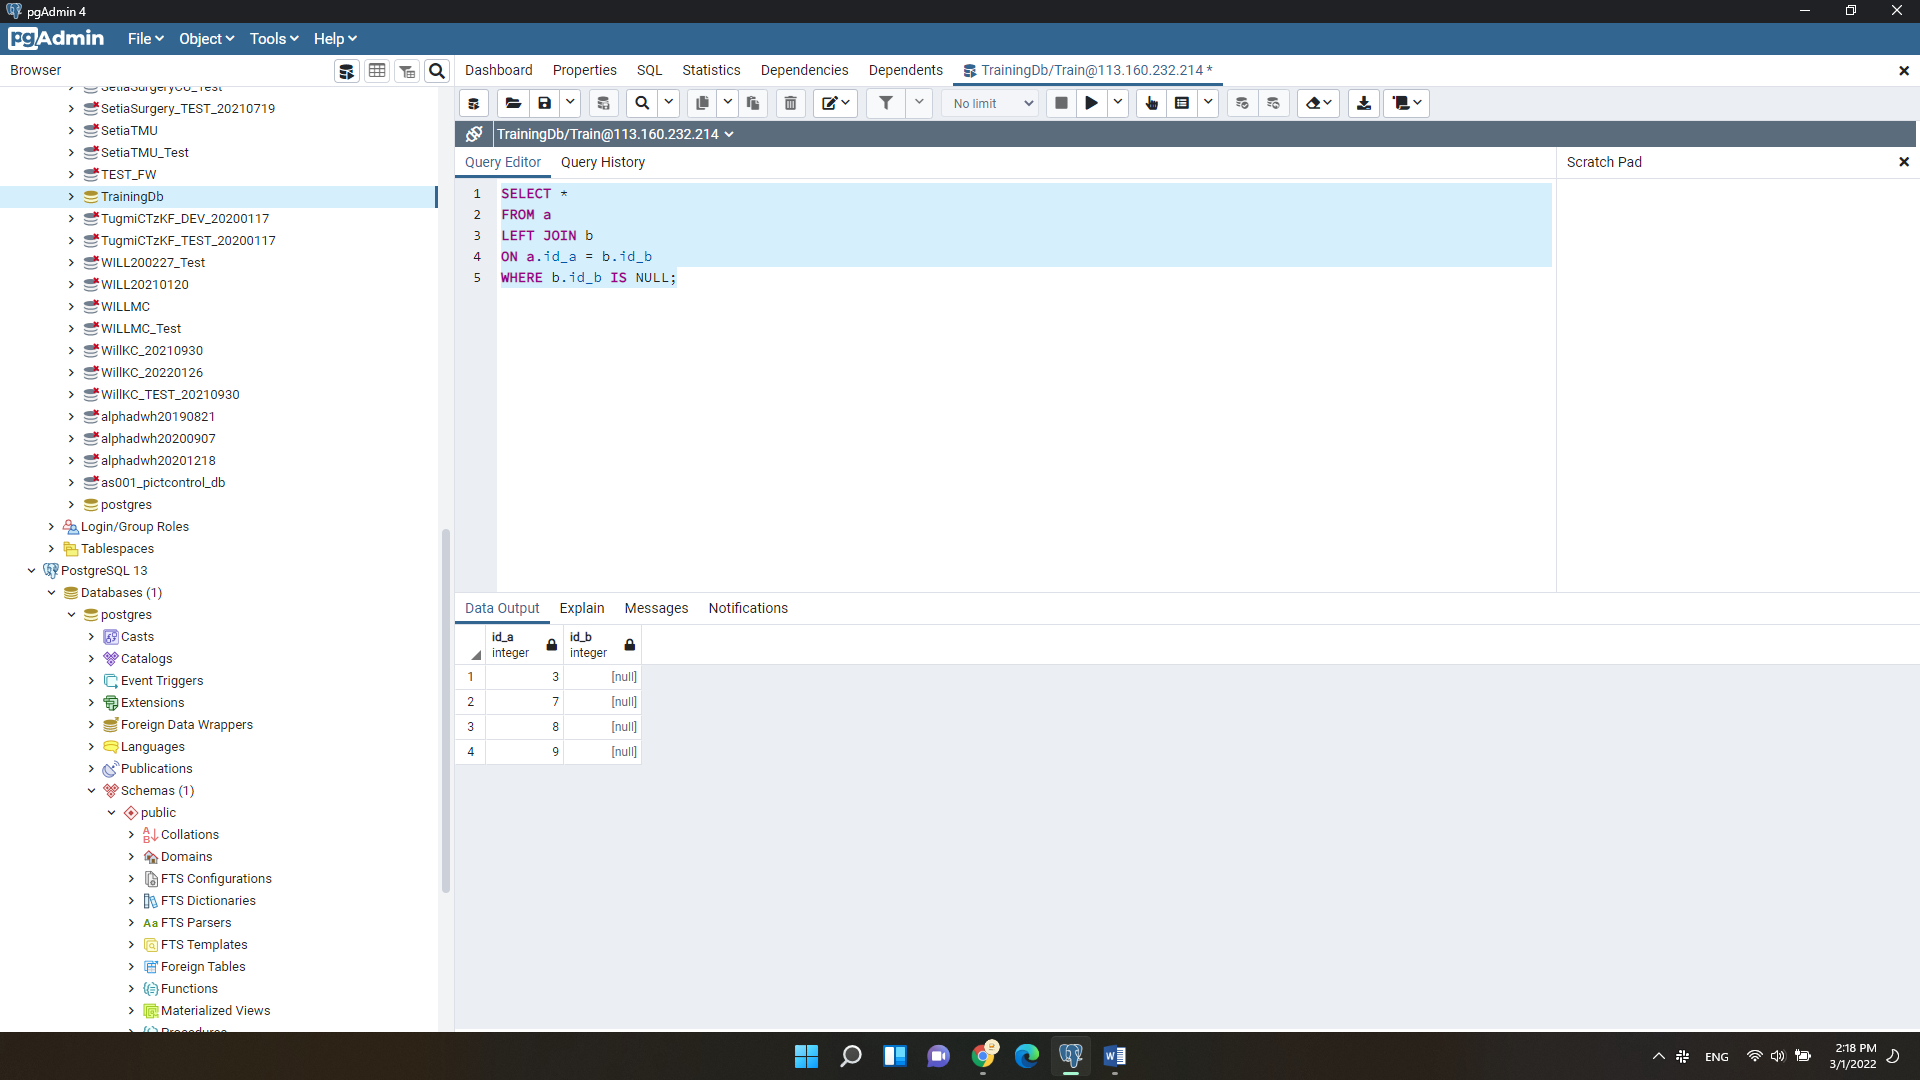 pgAdmin 4
pgAdmin File Object Tools Help
Browser
SetiaSurgeryCU_Test
SetiaSurgery_TEST_20210719
SetiaTMU
SetiaTMU_Test
TEST_FW
TrainingDb
TugmiCTzKF_DEV_20200117
TugmiCTzKF_TEST_20200117
WILL200227_Test
WILL20210120
WILLMC
WILLMC_Test
WillKC_20210930
WillKC_20220126
WillKC_TEST_20210930
alphadwh20190821
alphadwh20200907
alphadwh20201218
as001_pictcontrol_db
postgres
Login/Group Roles
Tablespaces
PostgreSQL 13
Databases (1)
postgres
Casts
Catalogs
Event Triggers
Extensions
Foreign Data Wrappers
Languages
Publications
Schemas (1)
public
Collations
Domains
FTS Configurations
FTS Dictionaries
Aa FTS Parsers
FTS Templates
Foreign Tables
Functions
Materialized Views
Procedures
Dashboard Properties SQL Statistics Dependencies Dependents TrainingDb/Train@113.160.232.214 *
No limit
TrainingDb/Train@113.160.232.214
Query Editor Query History
1 SELECT *
2 FROM a
3 LEFT JOIN b
4 ON a.id_a = b.id_b
5 WHERE b.id_b IS NULL;
Scratch Pad
Data Output Explain Messages Notifications
id_a id_b
integer integer
1 3 [null]
2 7 [null]
3 8 [null]
4 9 [null]
ENG
2:18 PM
3/1/2022